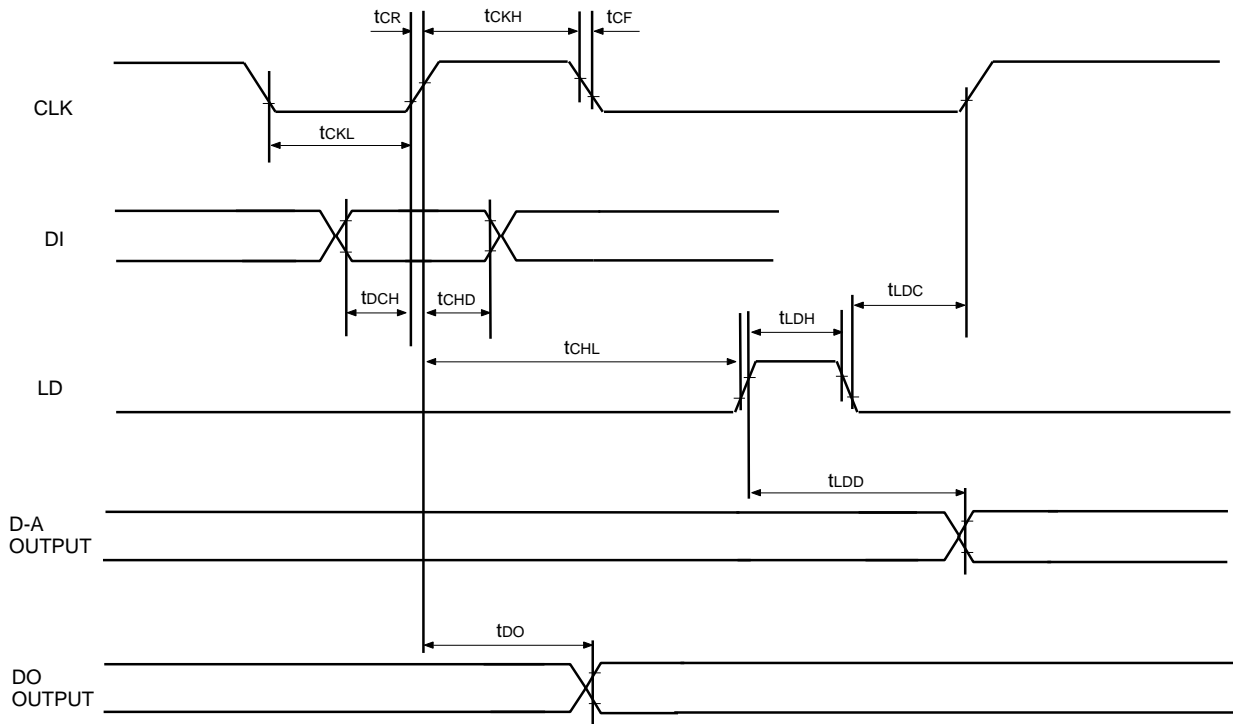 tCR
tCKH
tCF
CLK
tCKL
DI
tDCH
tCHD
tLDC
tLDH
tCHL
LD
tLDD
D-A
OUTPUT
tDO
DO
OUTPUT